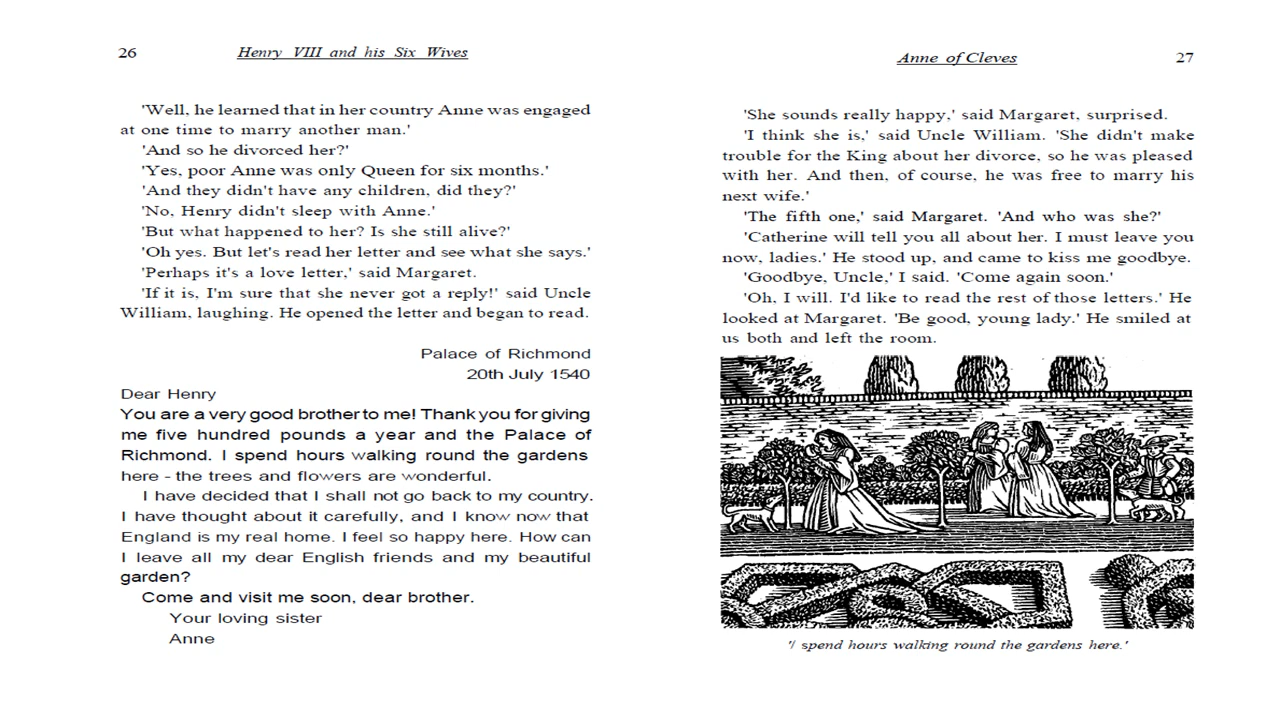 26
Henry VIII and his Six Wives
'Well, he learned that in her country Anne was engaged
at one time to marry another man.'
'And so he divorced her?'
'Yes, poor Anne was only Queen for six months.'
'And they didn't have any children, did they?'
'No, Henry didn't sleep with Anne.'
'But what happened to her? Is she still alive?'
'Oh yes. But let's read her letter and see what she says.'
'Perhaps it's a love letter,' said Margaret.
'If it is, I'm sure that she never got a reply!' said Uncle
William, laughing. He opened the letter and began to read.
Palace of Richmond
20th July 1540
Dear Henry
You are a very good brother to me! Thank you for giving
me five hundred pounds a year and the Palace of
Richmond. I spend hours walking round the gardens
here - the trees and flowers are wonderful.
I have decided that I shall not go back to my country.
I have thought about it carefully, and I know now that
England is my real home. I feel so happy here. How can
I leave all my dear English friends and my beautiful
garden?
Come and visit me soon, dear brother.
Your loving sister
Anne
Anne of Cleves
27
'She sounds really happy,' said Margaret, surprised.
'I think she is,' said Uncle William. 'She didn't make
trouble for the King about her divorce, so he was pleased
with her. And then, of course, he was free to marry his
next wife.'
'The fifth one,' said Margaret. 'And who was she?'
'Catherine will tell you all about her. I must leave you
now, ladies.' He stood up, and came to kiss me goodbye.
'Goodbye, Uncle,' I said. 'Come again soon.'
'Oh, I will. I'd like to read the rest of those letters.' He
looked at Margaret. 'Be good, young lady.' He smiled at
us both and left the room.
'/ spend hours walking round the gardens here.'